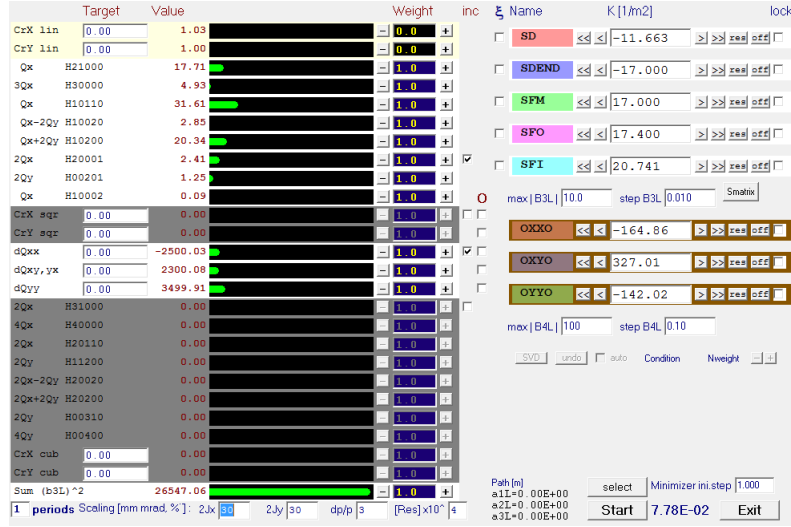 Target Value Weight inc ξ Name K [1/m2] lock
CrX lin 0.00 1.03 - 0.0 +
CrY lin 0.00 1.00 - 0.0 +
Qx H21000 17.71 - 1.0 +
3Qx H30000 4.93 - 1.0 +
Qx H10110 31.61 - 1.0 +
Qx-2Qy H10020 2.85 - 1.0 +
Qx+2Qy H10200 20.34 - 1.0 +
2Qx H20001 2.41 - 1.0 +
2Qy H00201 1.25 - 1.0 +
Qx H10002 0.09 - 1.0 + O
CrX sqr 0.00 0.00 - 1.0 +
CrY sqr 0.00 0.00 - 1.0 +
dQxx 0.00 -2500.03 - 1.0 +
dQxy,yx 0.00 2300.08 - 1.0 +
dQyy 0.00 3499.91 - 1.0 +
2Qx H31000 0.00 - 1.0 +
4Qx H40000 0.00 - 1.0 +
2Qx H20110 0.00 - 1.0 +
2Qy H11200 0.00 - 1.0 +
2Qx-2Qy H20020 0.00 - 1.0 +
2Qx+2Qy H20200 0.00 - 1.0 +
2Qy H00310 0.00 - 1.0 +
4Qy H00400 0.00 - 1.0 +
CrX cub 0.00 0.00 - 1.0 +
CrY cub 0.00 0.00 - 1.0 +
Sum (b3L)^2 26547.06 - 1.0 +
1 periods Scaling [mm mrad, %]: 2Jx 30 2Jy 30 dp/p 3 [Res] x10^ 4
SD << < -11.663 > >> res off
SDEND << < -17.000 > >> res off
SFM << < 17.000 > >> res off
SFO << < 17.400 > >> res off
SFI << < 20.741 > >> res off
max |B3L| 10.0 step B3L 0.010 Smatrix
OXXO << < -164.86 > >> res off
OXYO << < 327.01 > >> res off
OYYO << < -142.02 > >> res off
max |B4L| 100 step B4L 0.10
SVD undo auto Condition Nweight - +
Path [m]
a1L=0.00E+00
a2L=0.00E+00
a3L=0.00E+00
select Minimizer ini.step 1.000
Start 7.78E-02 Exit